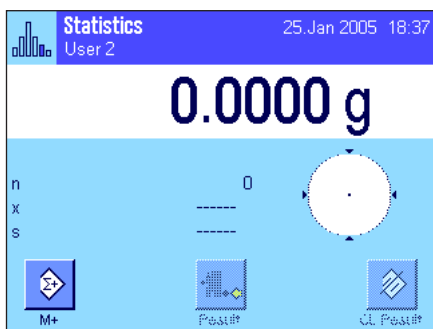 Statistics 25.Jan 2005 18:37
User 2
0.0000 g
n 0
x ------
s ------
Σ+
M+ Result CL Result